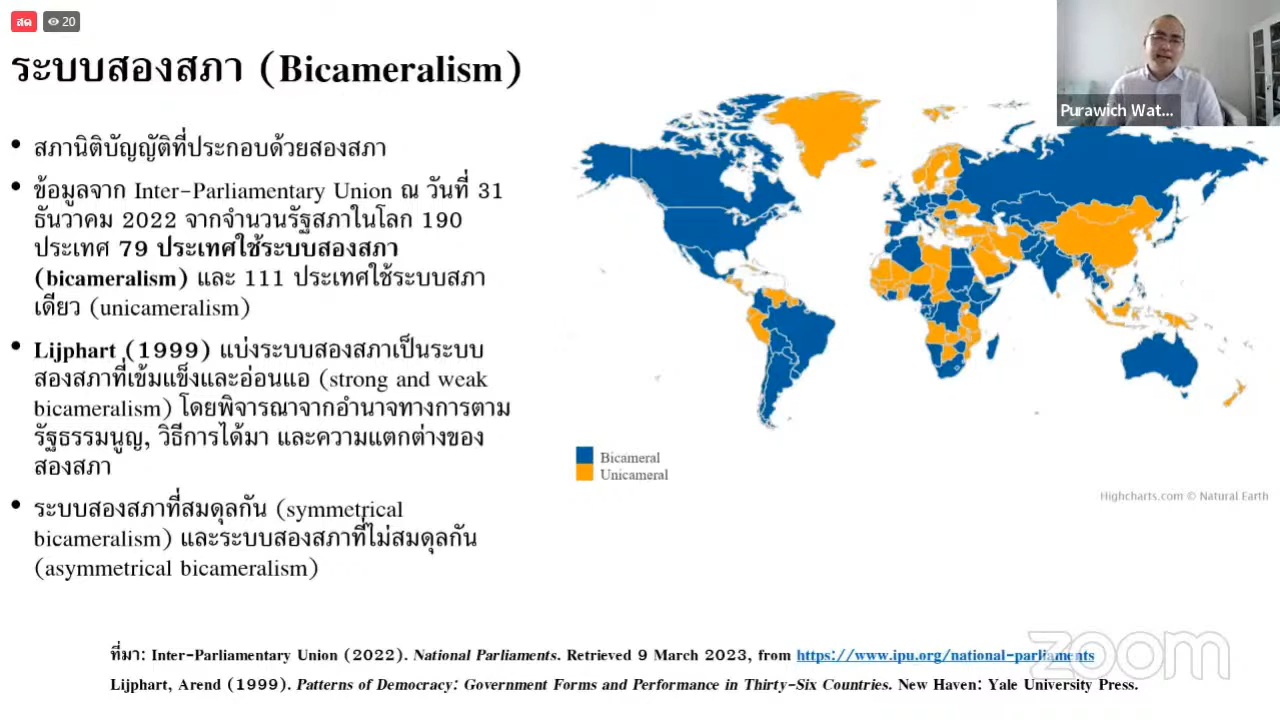 สด 20
ระบบสองสภา (Bicameralism)
Purawich Wat...
• สภานิติบัญญัติที่ประกอบด้วยสองสภา
• ข้อมูลจาก Inter-Parliamentary Union ณ วันที่ 31
ธันวาคม 2022 จากจำนวนรัฐสภาในโลก 190
ประเทศ 79 ประเทศใช้ระบบสองสภา
(bicameralism) และ 111 ประเทศใช้ระบบสภา
เดียว (unicameralism)
• Lijphart (1999) แบ่งระบบสองสภาเป็นระบบ
สองสภาที่เข้มแข็งและอ่อนแอ (strong and weak
bicameralism) โดยพิจารณาจากอำนาจทางการตาม
รัฐธรรมนูญ, วิธีการได้มา และความแตกต่างของ
สองสภา
• ระบบสองสภาที่สมดุลกัน (symmetrical
bicameralism) และระบบสองสภาที่ไม่สมดุลกัน
(asymmetrical bicameralism)
Bicameral
Unicameral
Highcharts.com © Natural Earth
ที่มา: Inter-Parliamentary Union (2022). National Parliaments. Retrieved 9 March 2023, from https://www.ipu.org/national-parliaments
Lijphart, Arend (1999). Patterns of Democracy: Government Forms and Performance in Thirty-Six Countries. New Haven: Yale University Press.
zoom